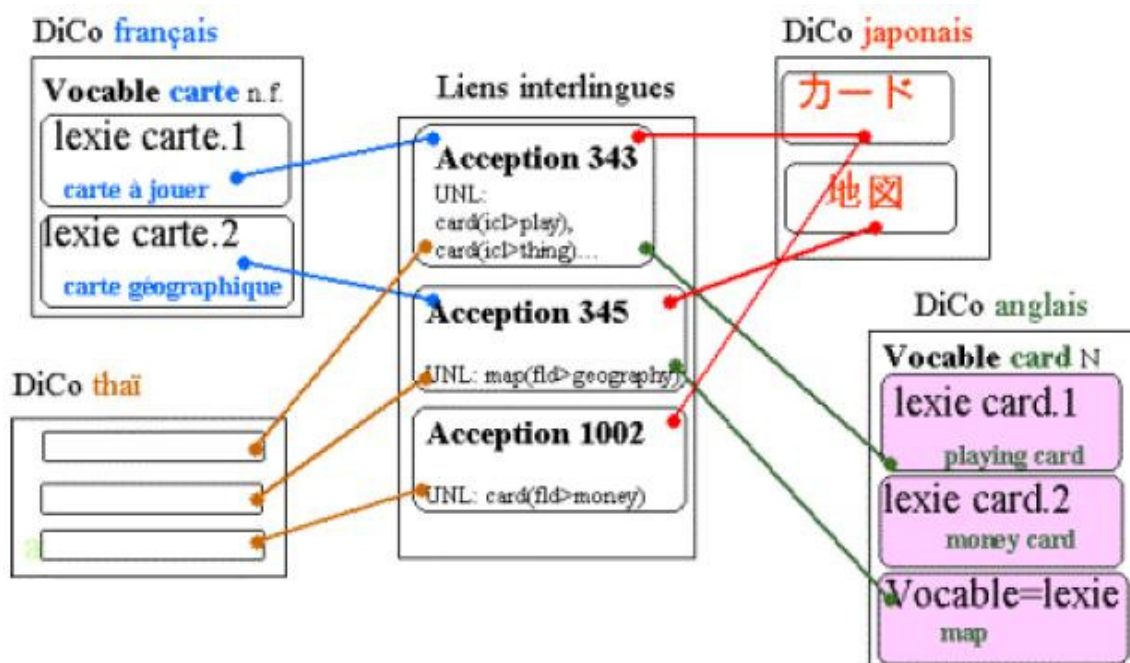 DiCo français
Vocable carte n.f.
lexie carte.1
carte à jouer
lexie carte.2
carte géographique
DiCo thaï
a
Liens interlingues
Acception 343
UNL:
card(icl>play),
card(icl>thing)...
Acception 345
UNL: map(fld>geography)
Acception 1002
UNL: card(fld>money)
DiCo japonais
カード
地図
DiCo anglais
Vocable card N
lexie card.1
playing card
lexie card.2
money card
Vocable=lexie
map